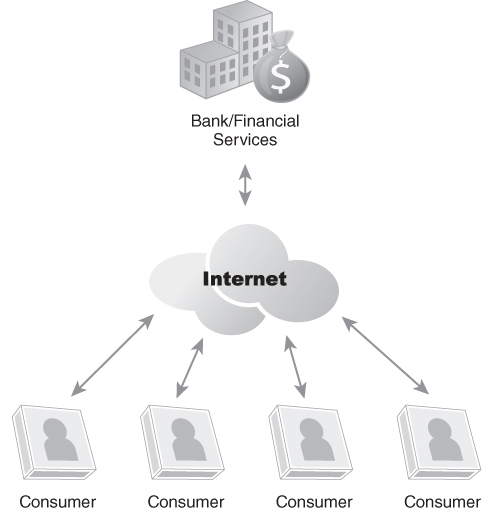 $
Bank/Financial
Services
Internet
Consumer Consumer Consumer Consumer